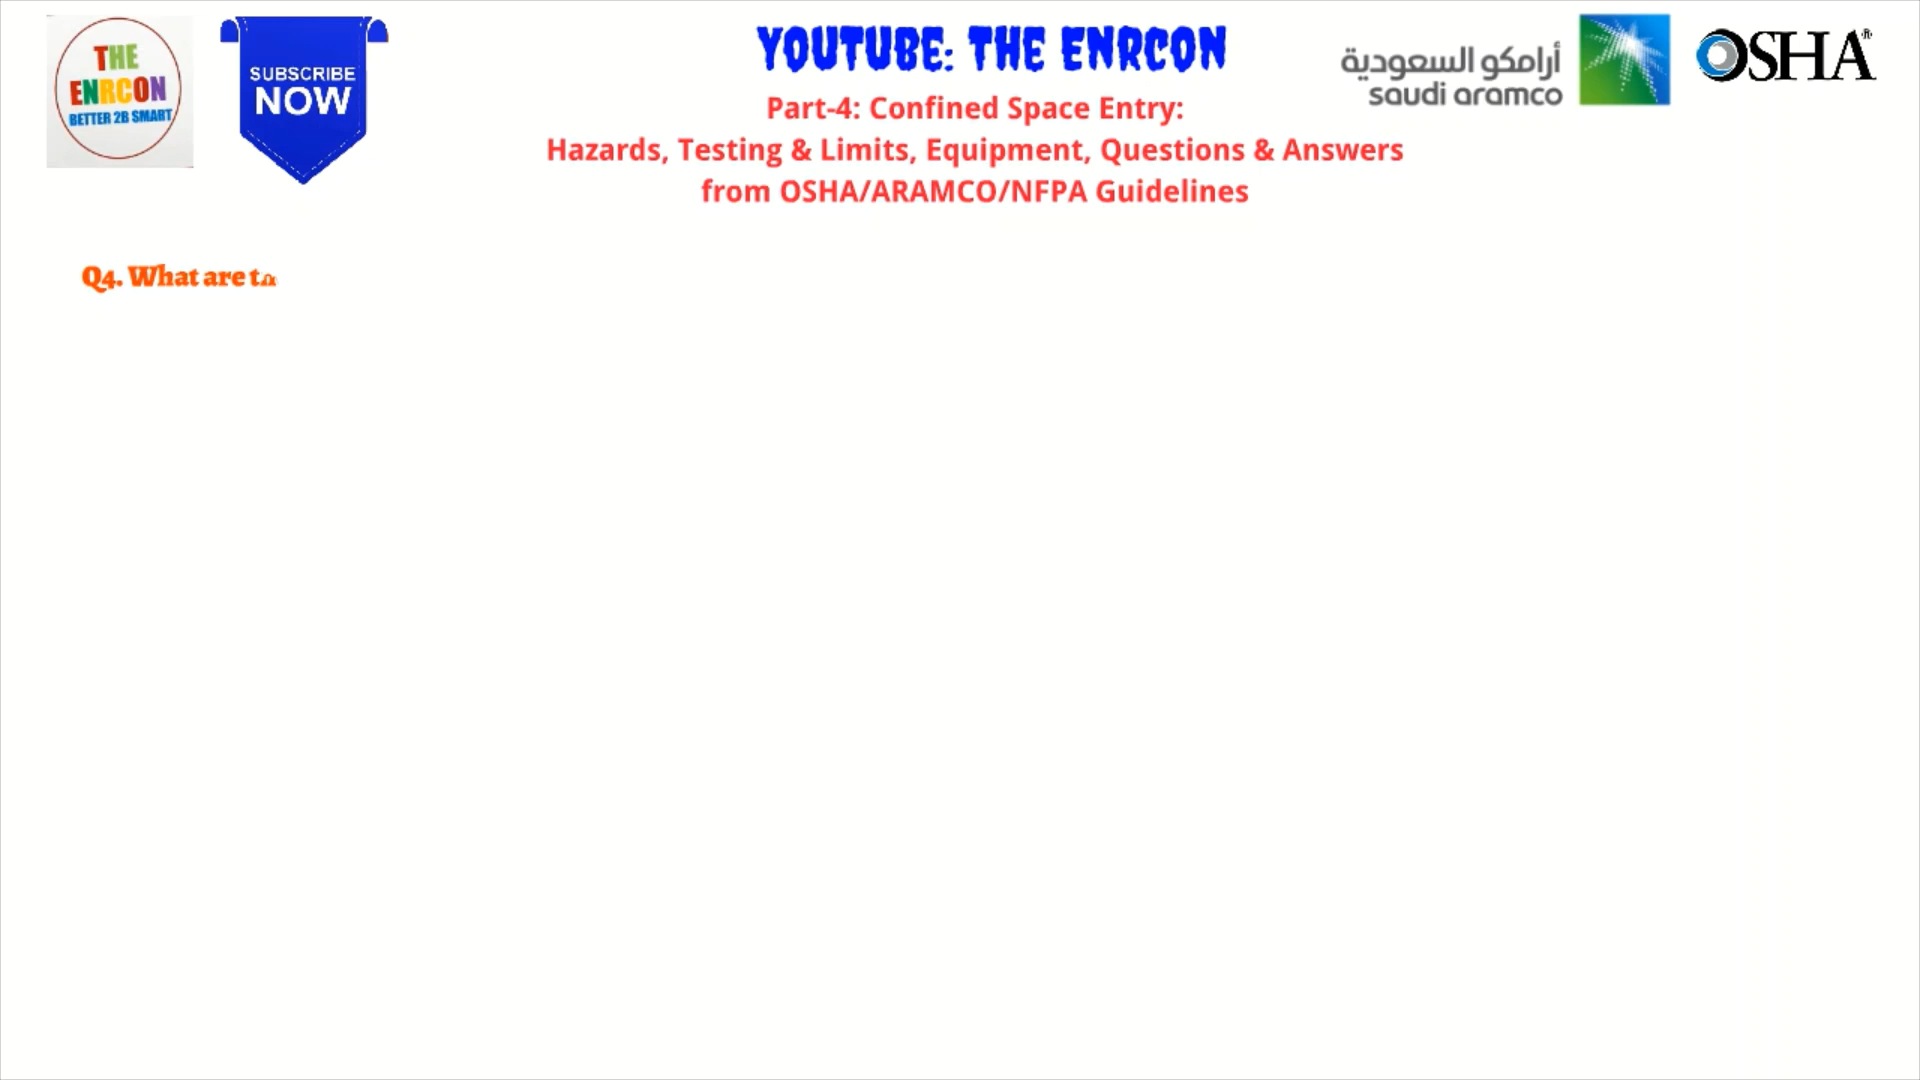 THE
ENRCON
BETTER 2B SMART
SUBSCRIBE
NOW
YOUTUBE: THE ENRCON
Part-4: Confined Space Entry:
Hazards, Testing & Limits, Equipment, Questions & Answers
from OSHA/ARAMCO/NFPA Guidelines
أرامكو السعودية
saudi aramco
OSHA®
Q4. What are